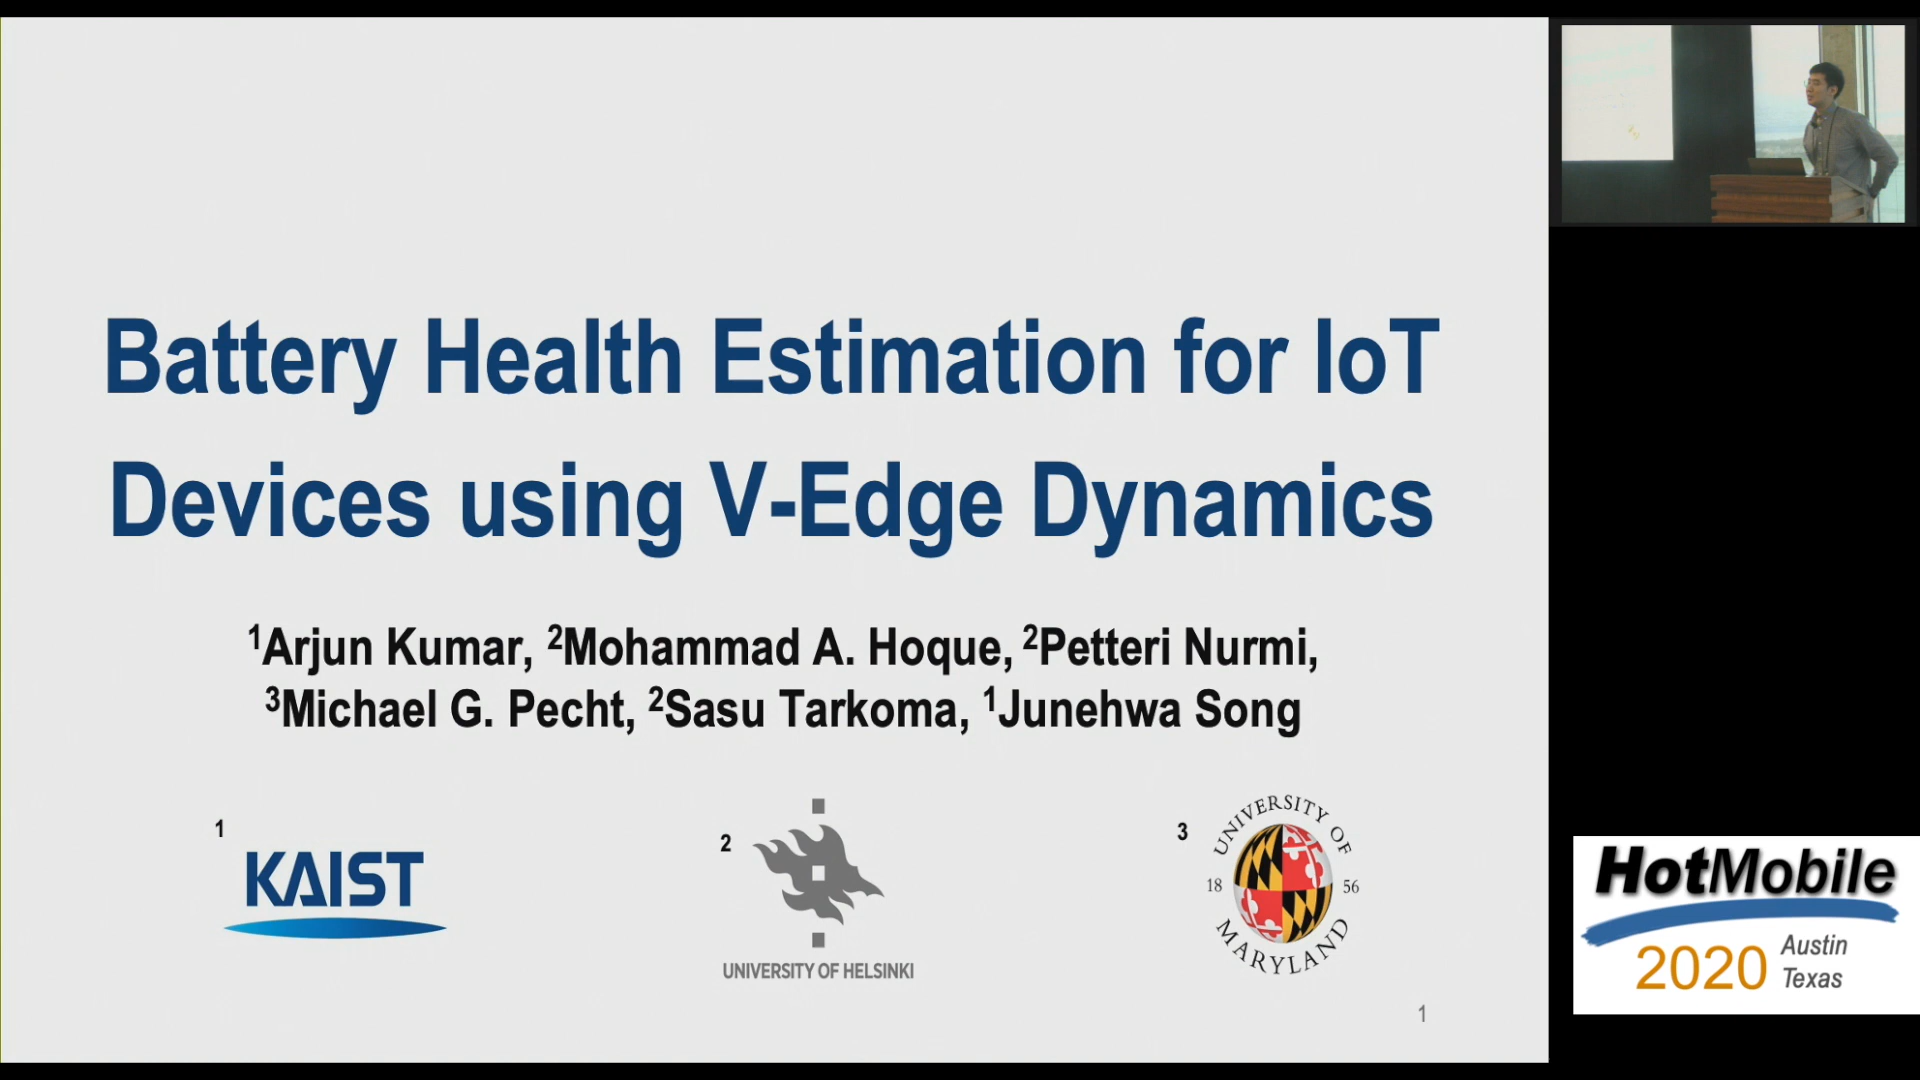 Battery Health Estimation for IoT
Devices using V-Edge Dynamics
¹Arjun Kumar, ²Mohammad A. Hoque, ²Petteri Nurmi,
³Michael G. Pecht, ²Sasu Tarkoma, ¹Junehwa Song
1
KAIST
2
UNIVERSITY OF HELSINKI
3
UNIVERSITY OF
18 56
MARYLAND
1
HotMobile
2020 Austin
Texas